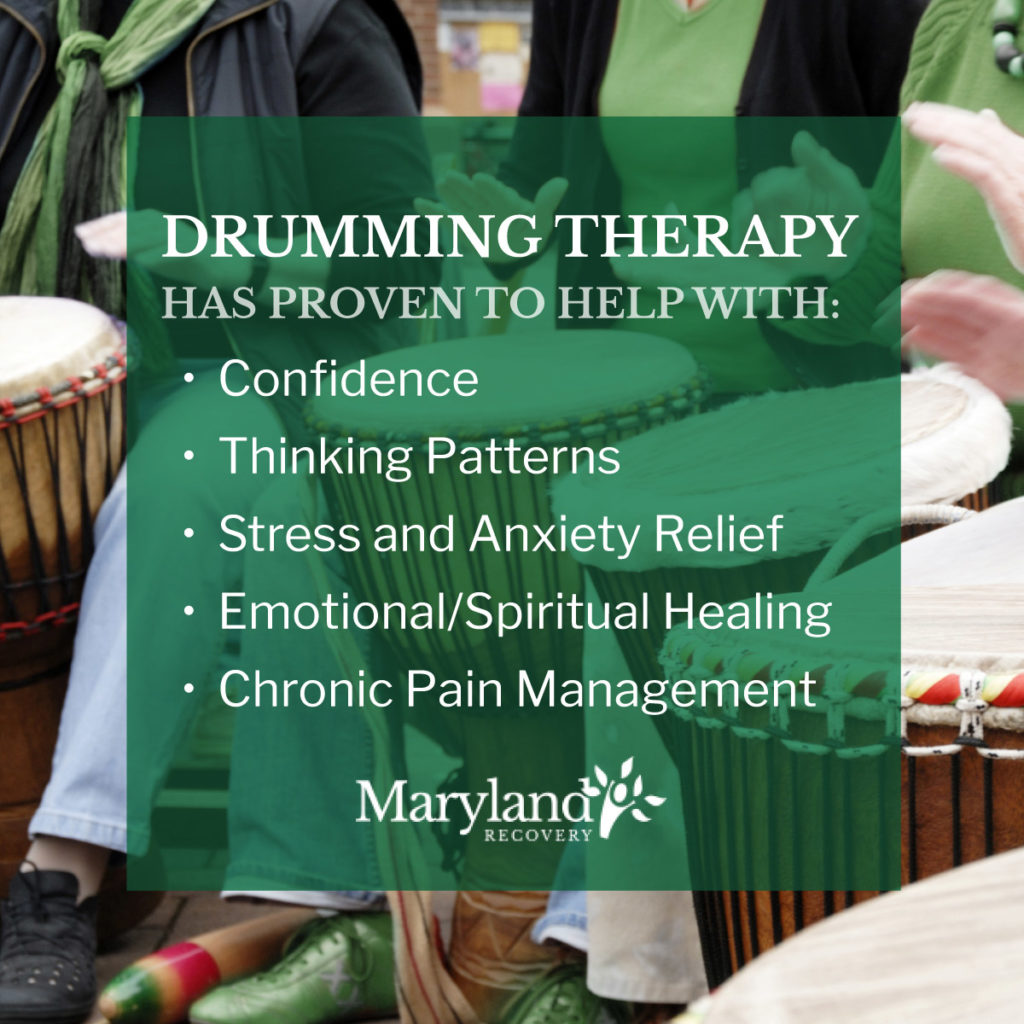 DRUMMING THERAPY
HAS PROVEN TO HELP WITH:
• Confidence
• Thinking Patterns
• Stress and Anxiety Relief
• Emotional/Spiritual Healing
• Chronic Pain Management
Maryland
RECOVERY